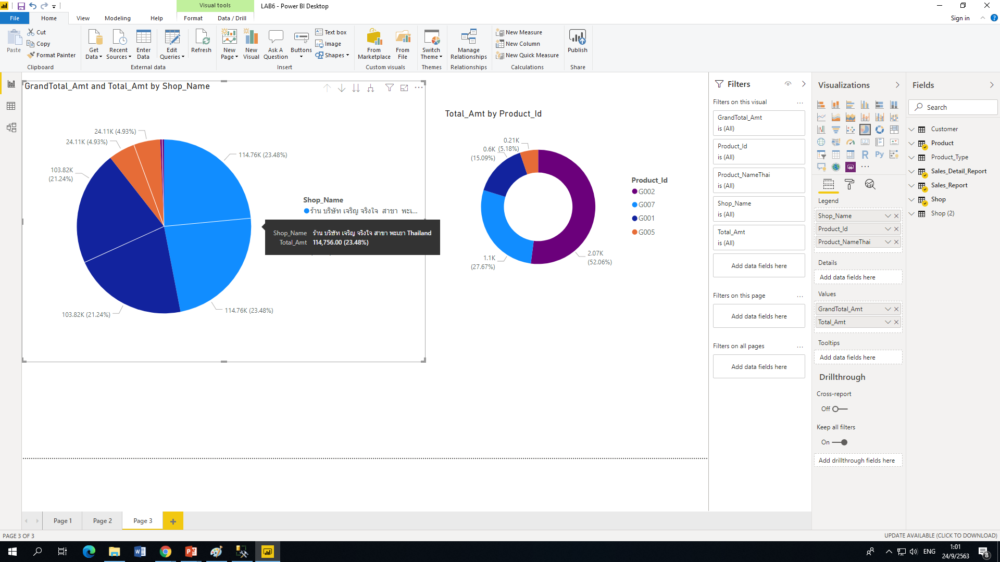 Visual tools
LAB6 - Power BI Desktop
File
Home
View
Modeling
Help
Format
Data / Drill
Sign in
Paste
Cut
Copy
Format Painter
Clipboard
Get Data
Recent Sources
Enter Data
Edit Queries
External data
Refresh
New Page
New Visual
Ask A Question
Buttons
Text box
Image
Shapes
Insert
From Marketplace
From File
Custom visuals
Switch Theme
Themes
Manage Relationships
Relationships
New Measure
New Column
New Quick Measure
Calculations
Publish
Share
GrandTotal_Amt and Total_Amt by Shop_Name
24.11K (4.93%)
24.11K (4.93%)
114.76K (23.48%)
103.82K
(21.24%)
103.82K (21.24%)
114.76K (23.48%)
Shop_Name
ร้าน บริษัท เจริญ จริงใจ สาขา พะเ...
Shop_Name ร้าน บริษัท เจริญ จริงใจ สาขา พะเยา Thailand
Total_Amt 114,756.00 (23.48%)
Total_Amt by Product_Id
0.21K
(5.18%)
0.6K
(15.09%)
1.1K
(27.67%)
2.07K
(52.06%)
Product_Id
G002
G007
G001
G005
Filters
Filters on this visual
GrandTotal_Amt
is (All)
Product_Id
is (All)
Product_NameThai
is (All)
Shop_Name
is (All)
Total_Amt
is (All)
Add data fields here
Filters on this page
Add data fields here
Filters on all pages
Add data fields here
Visualizations
R
Py
Legend
Shop_Name
Product_Id
Product_NameThai
Details
Add data fields here
Values
GrandTotal_Amt
Total_Amt
Tooltips
Add data fields here
Drillthrough
Cross-report
Off
Keep all filters
On
Add drillthrough fields here
Fields
Search
Customer
Product
Product_Type
Sales_Detail_Report
Sales_Report
Shop
Shop (2)
Page 1
Page 2
Page 3
PAGE 3 OF 3
UPDATE AVAILABLE (CLICK TO DOWNLOAD)
ENG
1:01
24/9/2563
8